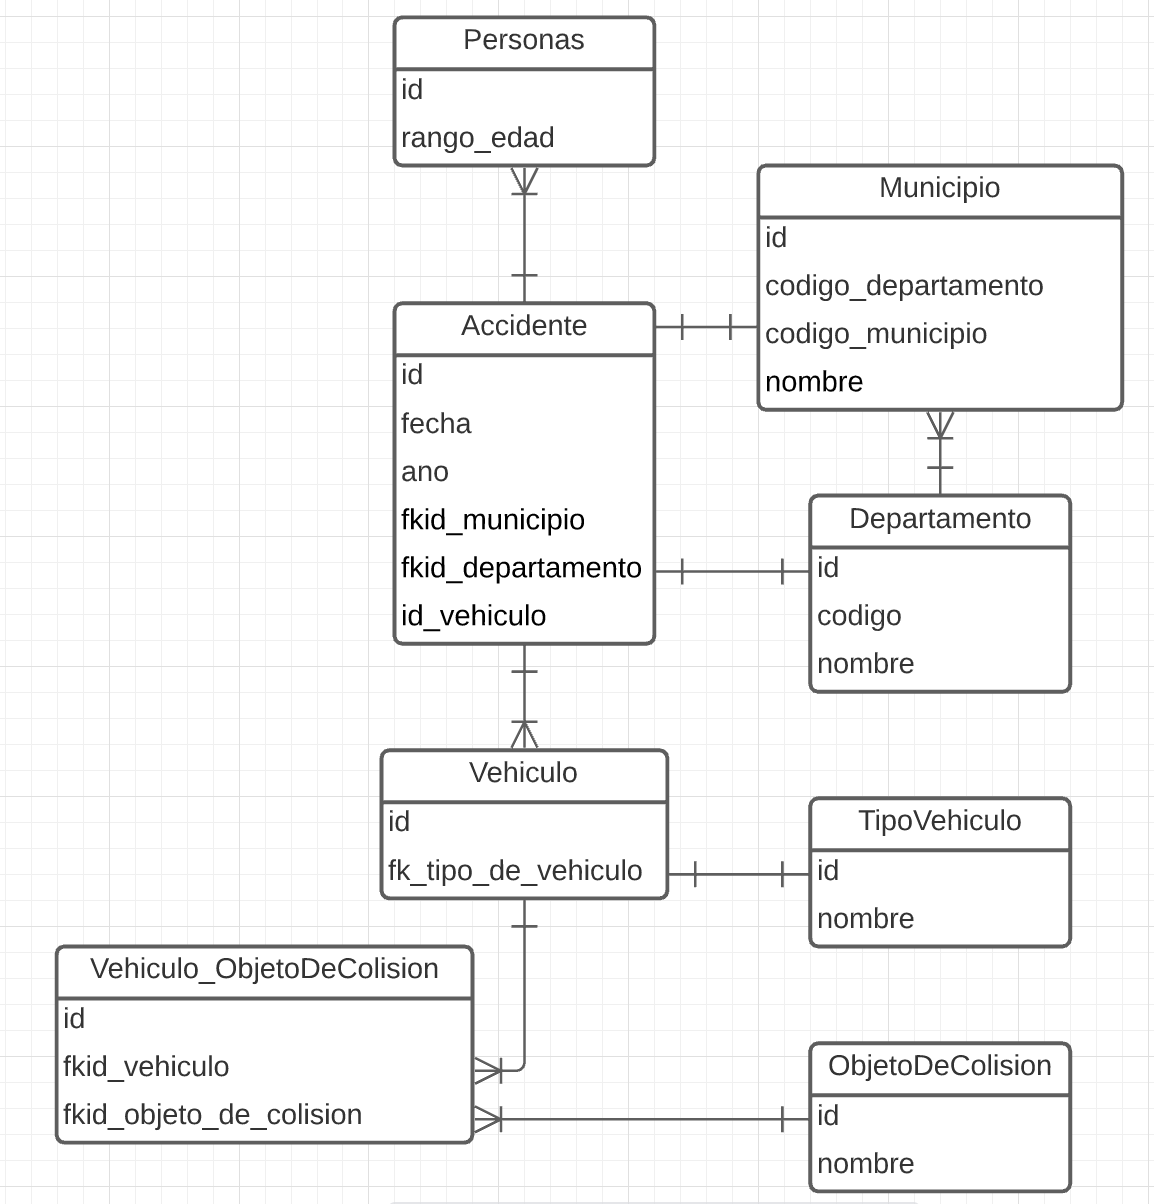 Personas
id
rango_edad
Municipio
id
codigo_departamento
codigo_municipio
nombre
Accidente
id
fecha
ano
fkid_municipio
fkid_departamento
id_vehiculo
Departamento
id
codigo
nombre
Vehiculo
id
fk_tipo_de_vehiculo
TipoVehiculo
id
nombre
Vehiculo_ObjetoDeColision
id
fkid_vehiculo
fkid_objeto_de_colision
ObjetoDeColision
id
nombre